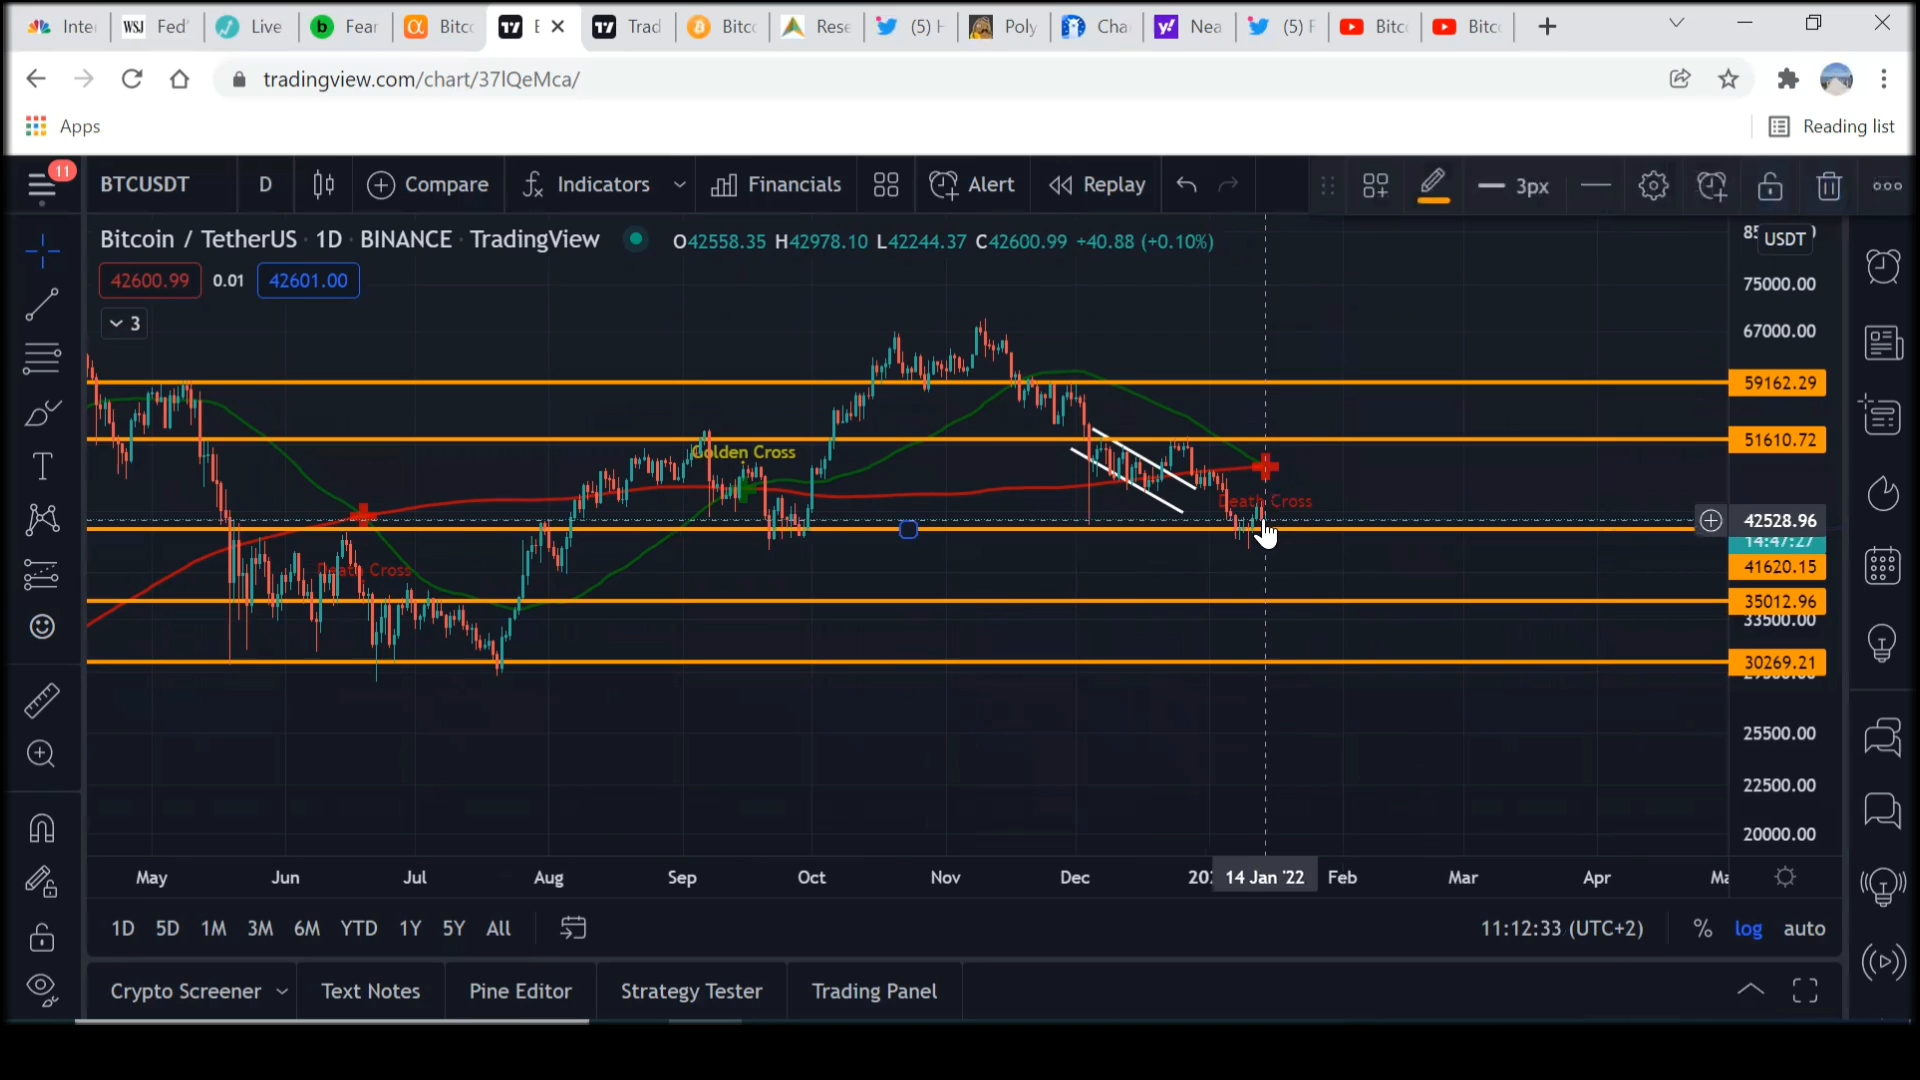 Inter
WSJ Fed'
Live
b Fear
α Bitco
Trad
Bitco
Rese
(5) H
Poly
Cha
y! Nea
(5) F
Bitc
Bitc
tradingview.com/chart/37lQeMca/
Apps
Reading list
11
BTCUSDT D Compare Indicators Financials Alert Replay 3px
Bitcoin / TetherUS · 1D · BINANCE · TradingView O42558.35 H42978.10 L42244.37 C42600.99 +40.88 (+0.10%)
USDT
42600.99 0.01 42601.00
3
75000.00
67000.00
59162.29
51610.72
Golden Cross
Death Cross
42528.96
14:47:27
41620.15
Death Cross
35012.96
33500.00
30269.21
25500.00
22500.00
20000.00
May Jun Jul Aug Sep Oct Nov Dec 14 Jan '22 Feb Mar Apr
1D 5D 1M 3M 6M YTD 1Y 5Y All 11:12:33 (UTC+2) % log auto
Crypto Screener Text Notes Pine Editor Strategy Tester Trading Panel